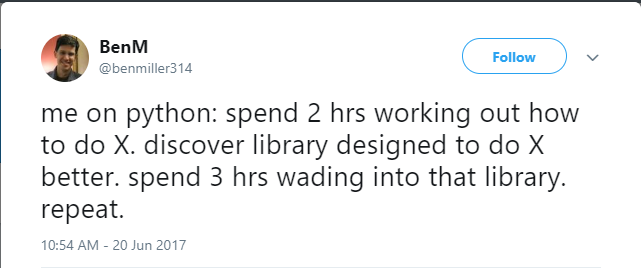 BenM
@benmiller314
Follow
me on python: spend 2 hrs working out how
to do X. discover library designed to do X
better. spend 3 hrs wading into that library.
repeat.
10:54 AM - 20 Jun 2017